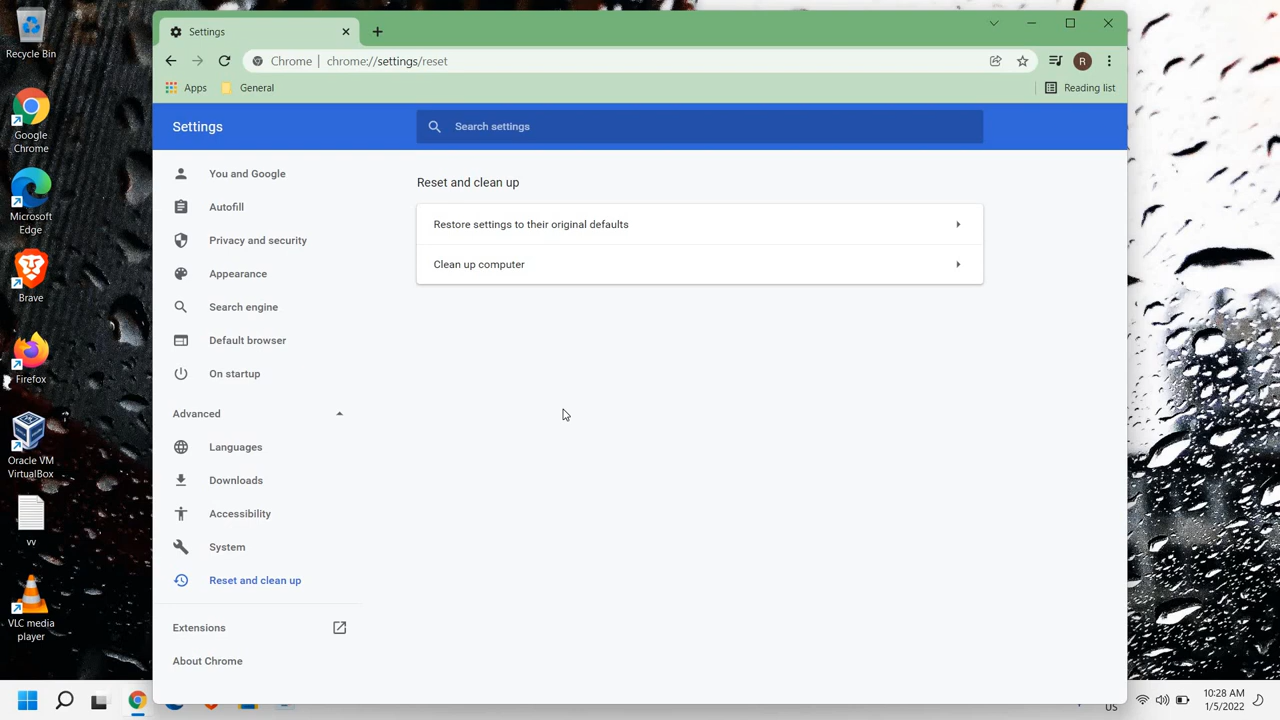 Recycle Bin
Google
Chrome
Microsoft
Edge
Brave
Firefox
Oracle VM
VirtualBox
vv
VLC media
player
Settings
Chrome | chrome://settings/reset
R
Apps
General
Reading list
Settings
Search settings
You and Google
Autofill
Privacy and security
Appearance
Search engine
Default browser
On startup
Advanced
Languages
Downloads
Accessibility
System
Reset and clean up
Extensions
About Chrome
Reset and clean up
Restore settings to their original defaults
Clean up computer
US
10:28 AM
1/5/2022